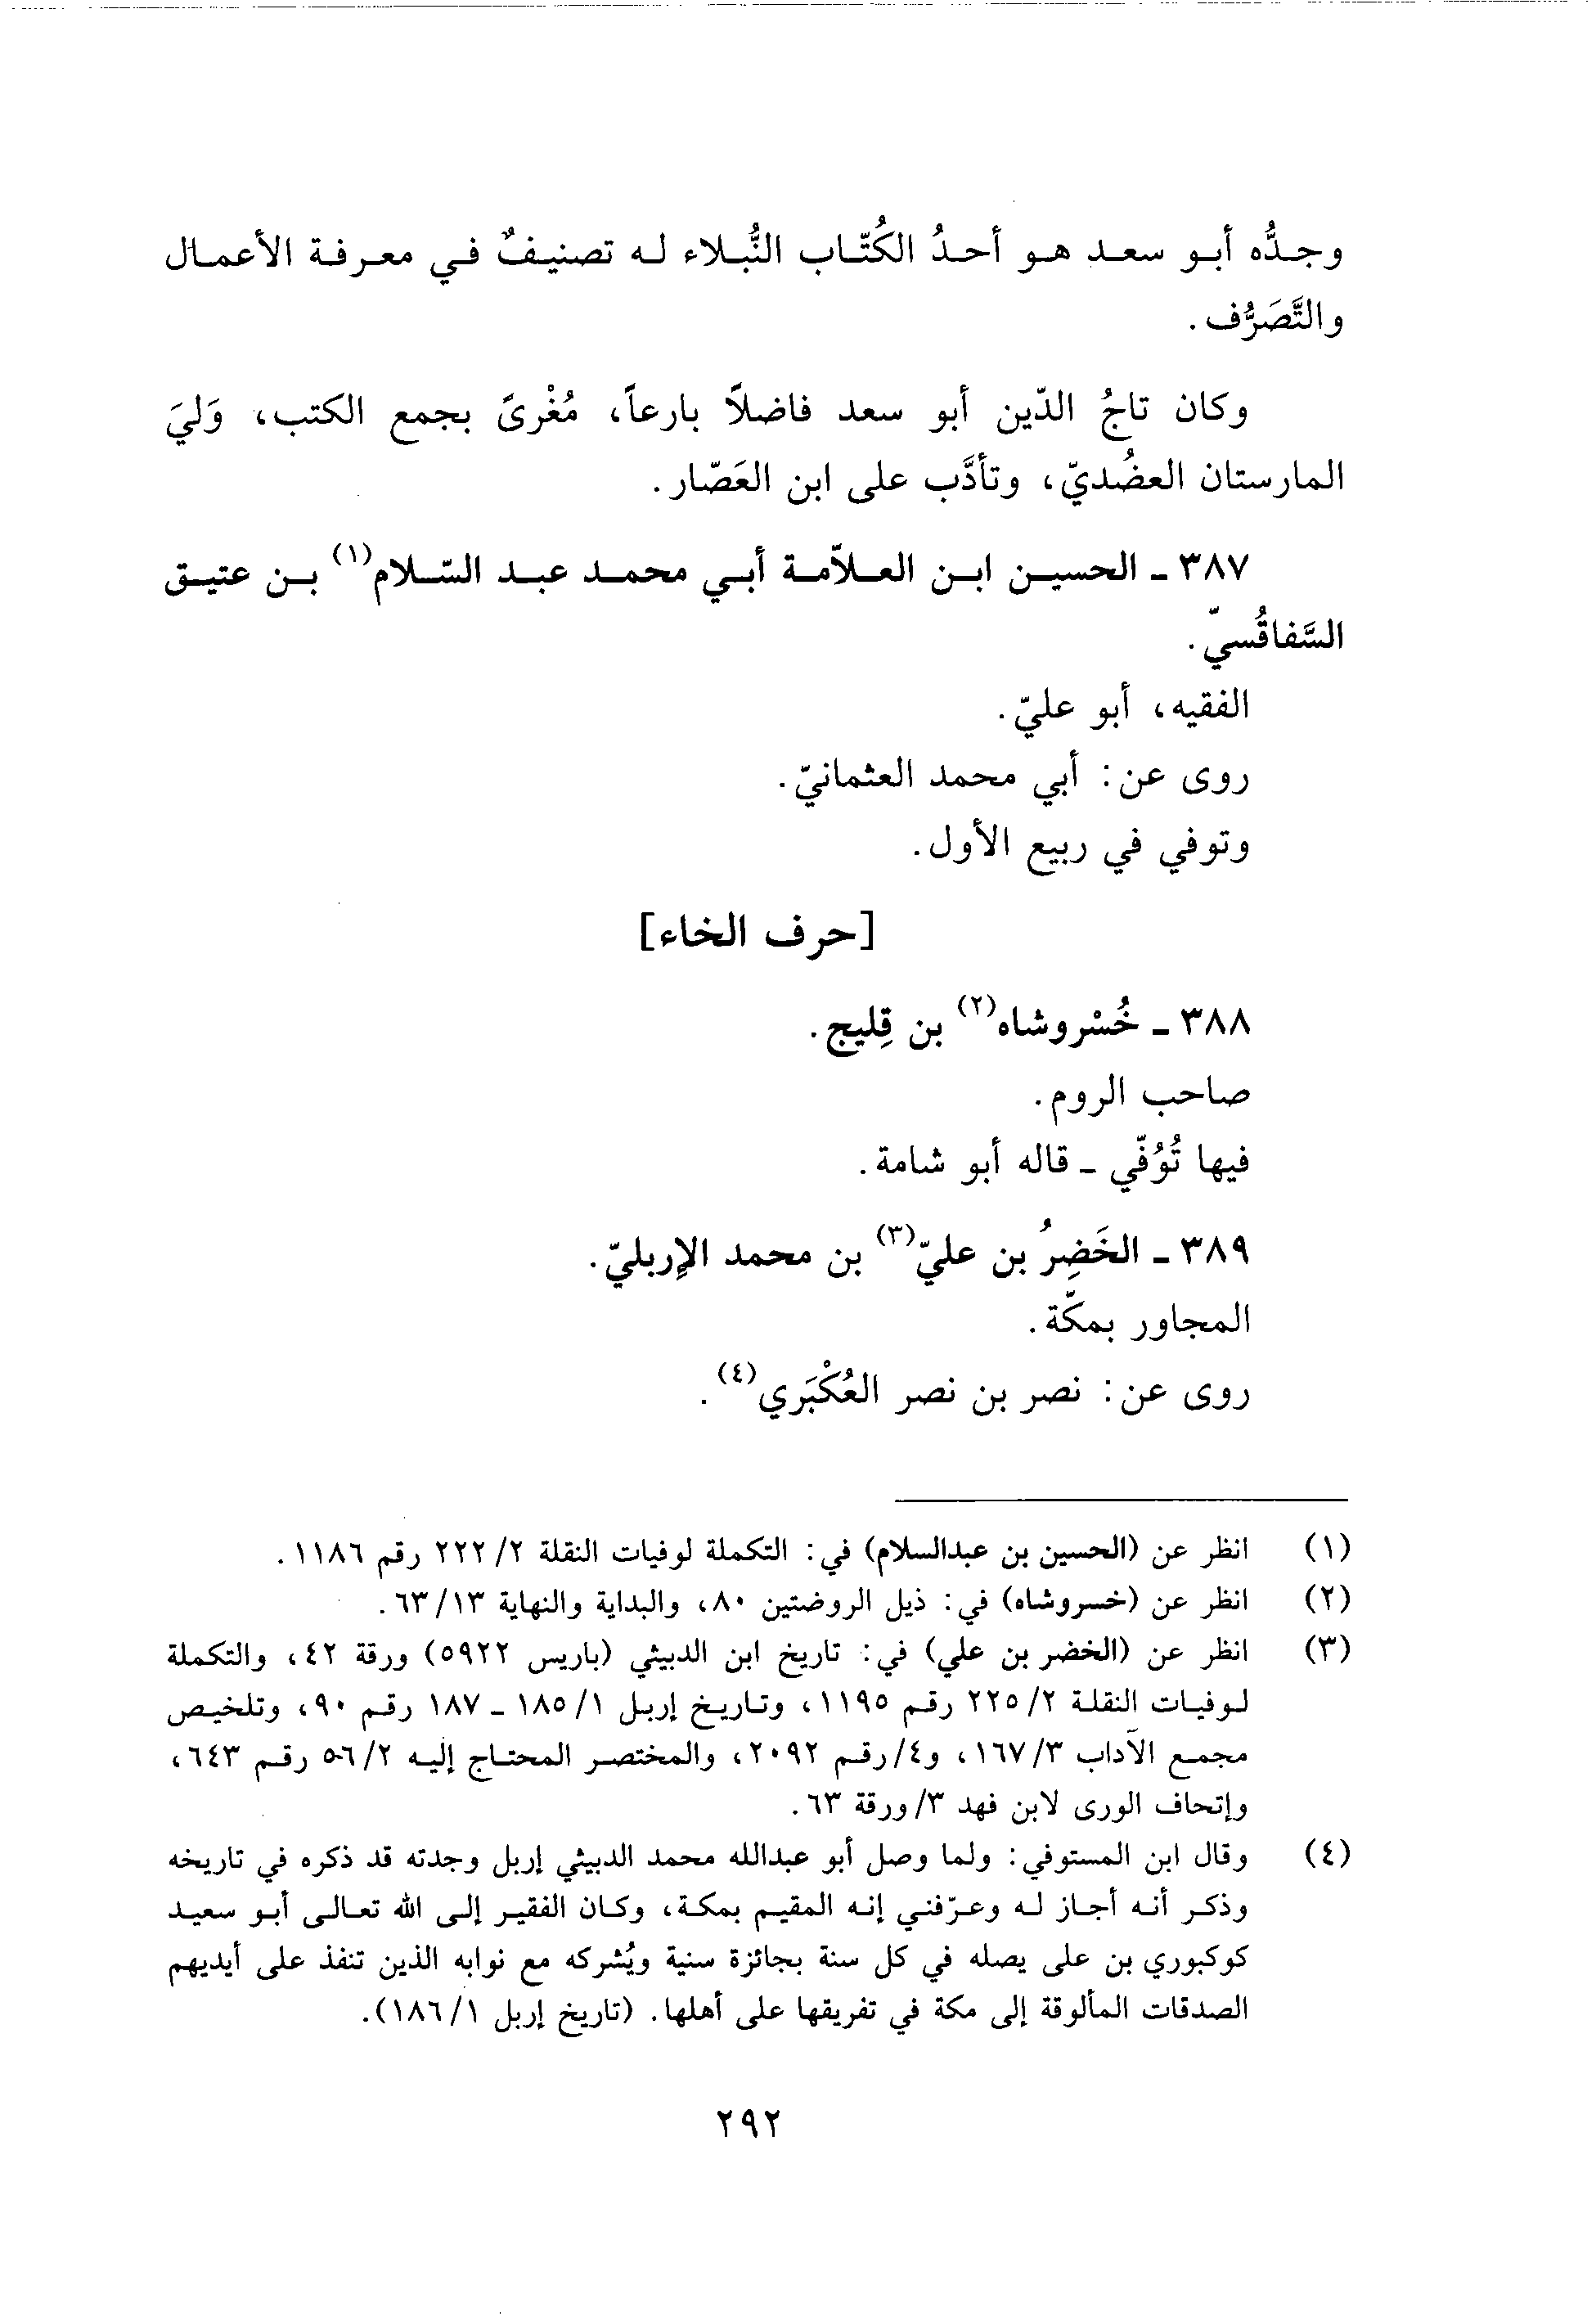 وجدُّه أبو سعد هو أحدُ الكُتّاب النُّبلاء له تصنيفٌ في معرفة الأعمال
والتَّصَرُّف.
وكان تاجُ الدّين أبو سعد فاضلاً بارعاً، مُغْرىً بجمع الكتب، وَليَ
المارستان العضُديّ، وتأدَّب على ابن العَصّار.
٣٨٧ ـ الحسين ابن العلاّمة أبي محمد عبد السّلام(١) بن عتيق
السَّفاقُسيّ.
الفقيه، أبو عليّ.
روى عن: أبي محمد العثمانيّ.
وتوفي في ربيع الأول.
[حرف الخاء]
٣٨٨ ـ خُسْروشاه(٢) بن قِليج.
صاحب الروم.
فيها تُوُفّي ـ قاله أبو شامة.
٣٨٩ ـ الخَضِرُ بن عليّ(٣) بن محمد الإربليّ.
المجاور بمكّة.
روى عن: نصر بن نصر العُكْبَري(٤).
(١) انظر عن (الحسين بن عبدالسلام) في: التكملة لوفيات النقلة ٢/ ٢٢٢ رقم ١١٨٦.
(٢) انظر عن (خسروشاه) في: ذيل الروضتين ٨٠، والبداية والنهاية ١٣/ ٦٣.
(٣) انظر عن (الخضر بن علي) في: تاريخ ابن الدبيثي (باريس ٥٩٢٢) ورقة ٤٢، والتكملة
لوفيات النقلة ٢/ ٢٢٥ رقم ١١٩٥، وتاريخ إربل ١/ ١٨٥ ـ ١٨٧ رقم ٩٠، وتلخيص
مجمع الآداب ٣/ ١٦٧، و٤/ رقم ٢٠٩٢، والمختصر المحتاج إليه ٢/ ٥٦ رقم ٦٤٣،
وإتحاف الورى لابن فهد ٣/ ورقة ٦٣.
(٤) وقال ابن المستوفي: ولما وصل أبو عبدالله محمد الدبيثي إربل وجدته قد ذكره في تاريخه
وذكر أنه أجاز له وعرّفني إنه المقيم بمكة، وكان الفقير إلى الله تعالى أبو سعيد
كوكبوري بن على يصله في كل سنة بجائزة سنية ويُشركه مع نوابه الذين تنفذ على أيديهم
الصدقات المألوقة إلى مكة في تفريقها على أهلها. (تاريخ إربل ١/ ١٨٦).
٢٩٢